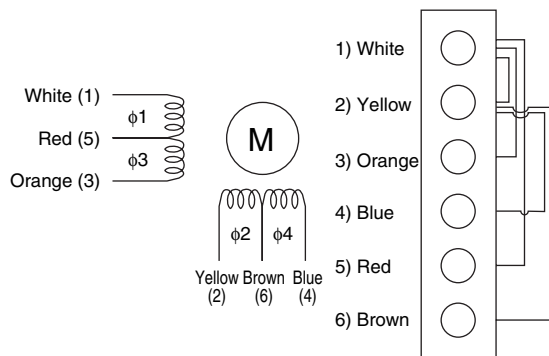 White (1)
ϕ1
Red (5)
ϕ3
Orange (3)
M
ϕ2
ϕ4
Yellow Brown Blue
(2) (6) (4)
1) White
2) Yellow
3) Orange
4) Blue
5) Red
6) Brown